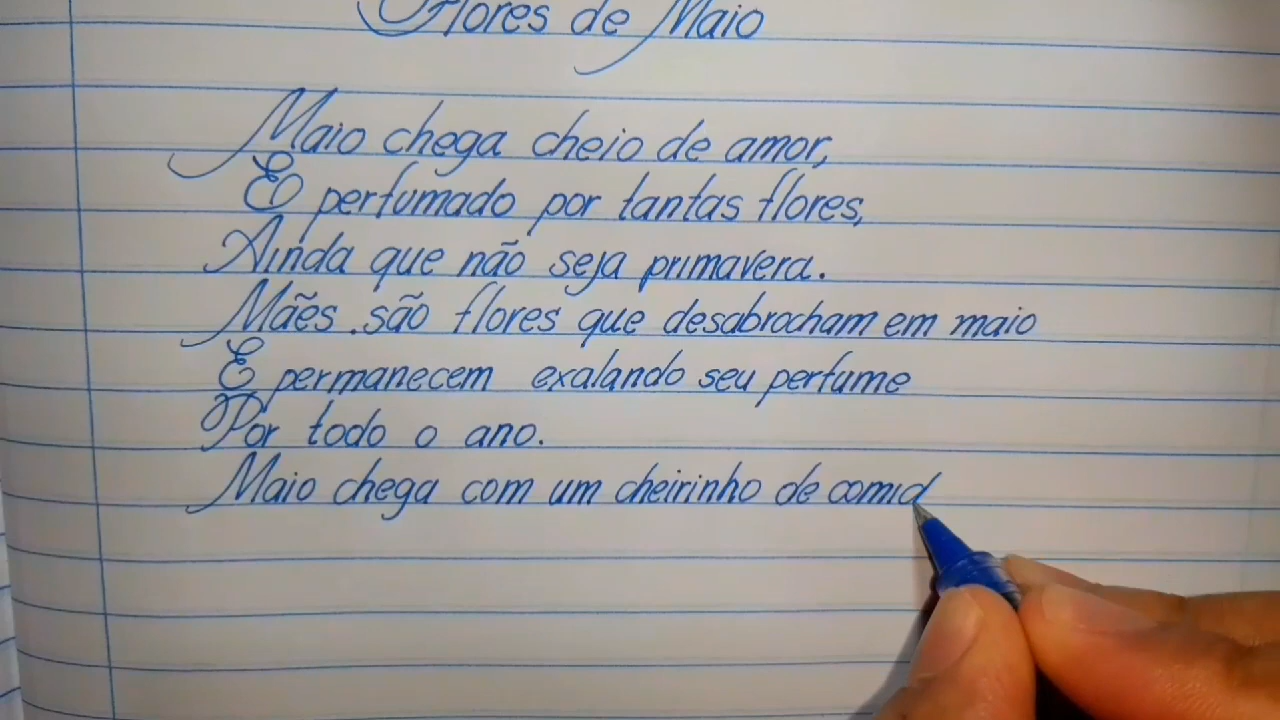 Flores de Maio
Maio chega cheio de amor,
E perfumado por tantas flores,
Ainda que não seja primavera.
Mães são flores que desabrocham em maio
E permanecem exalando seu perfume
Por todo o ano.
Maio chega com um cheirinho de comid